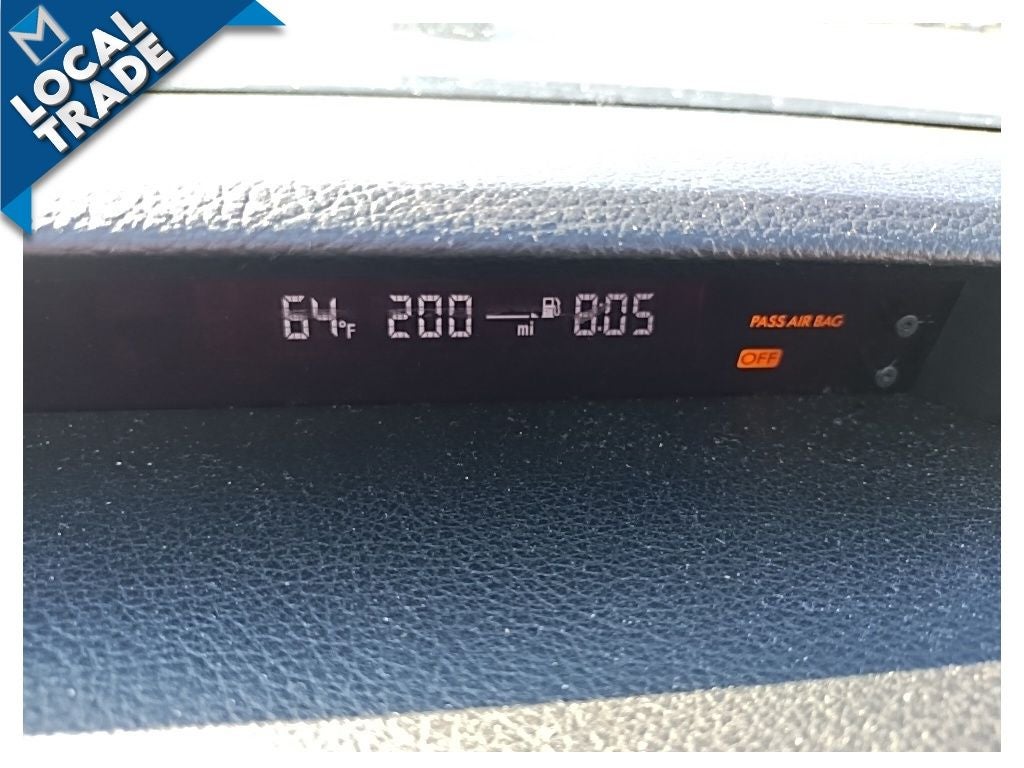 M
LOCAL
TRADE
64°F 200 mi 8:05
PASS AIR BAG
OFF